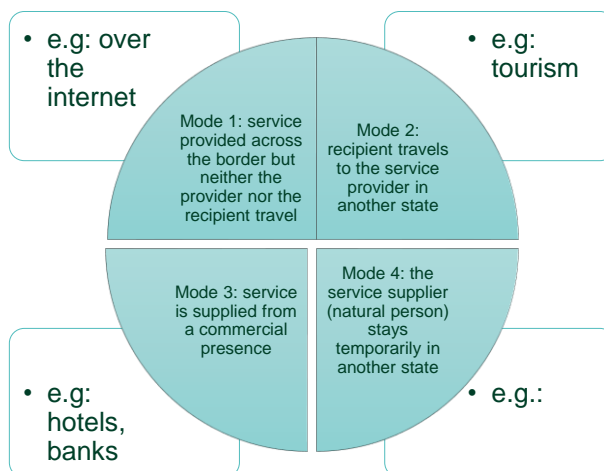 • e.g: over
the
internet
• e.g:
tourism
Mode 1: service
provided across
the border but
neither the
provider nor the
recipient travel
Mode 2:
recipient travels
to the service
provider in
another state
Mode 3: service
is supplied from
a commercial
presence
Mode 4: the
service supplier
(natural person)
stays
temporarily in
another state
• e.g:
hotels,
banks
• e.g.: